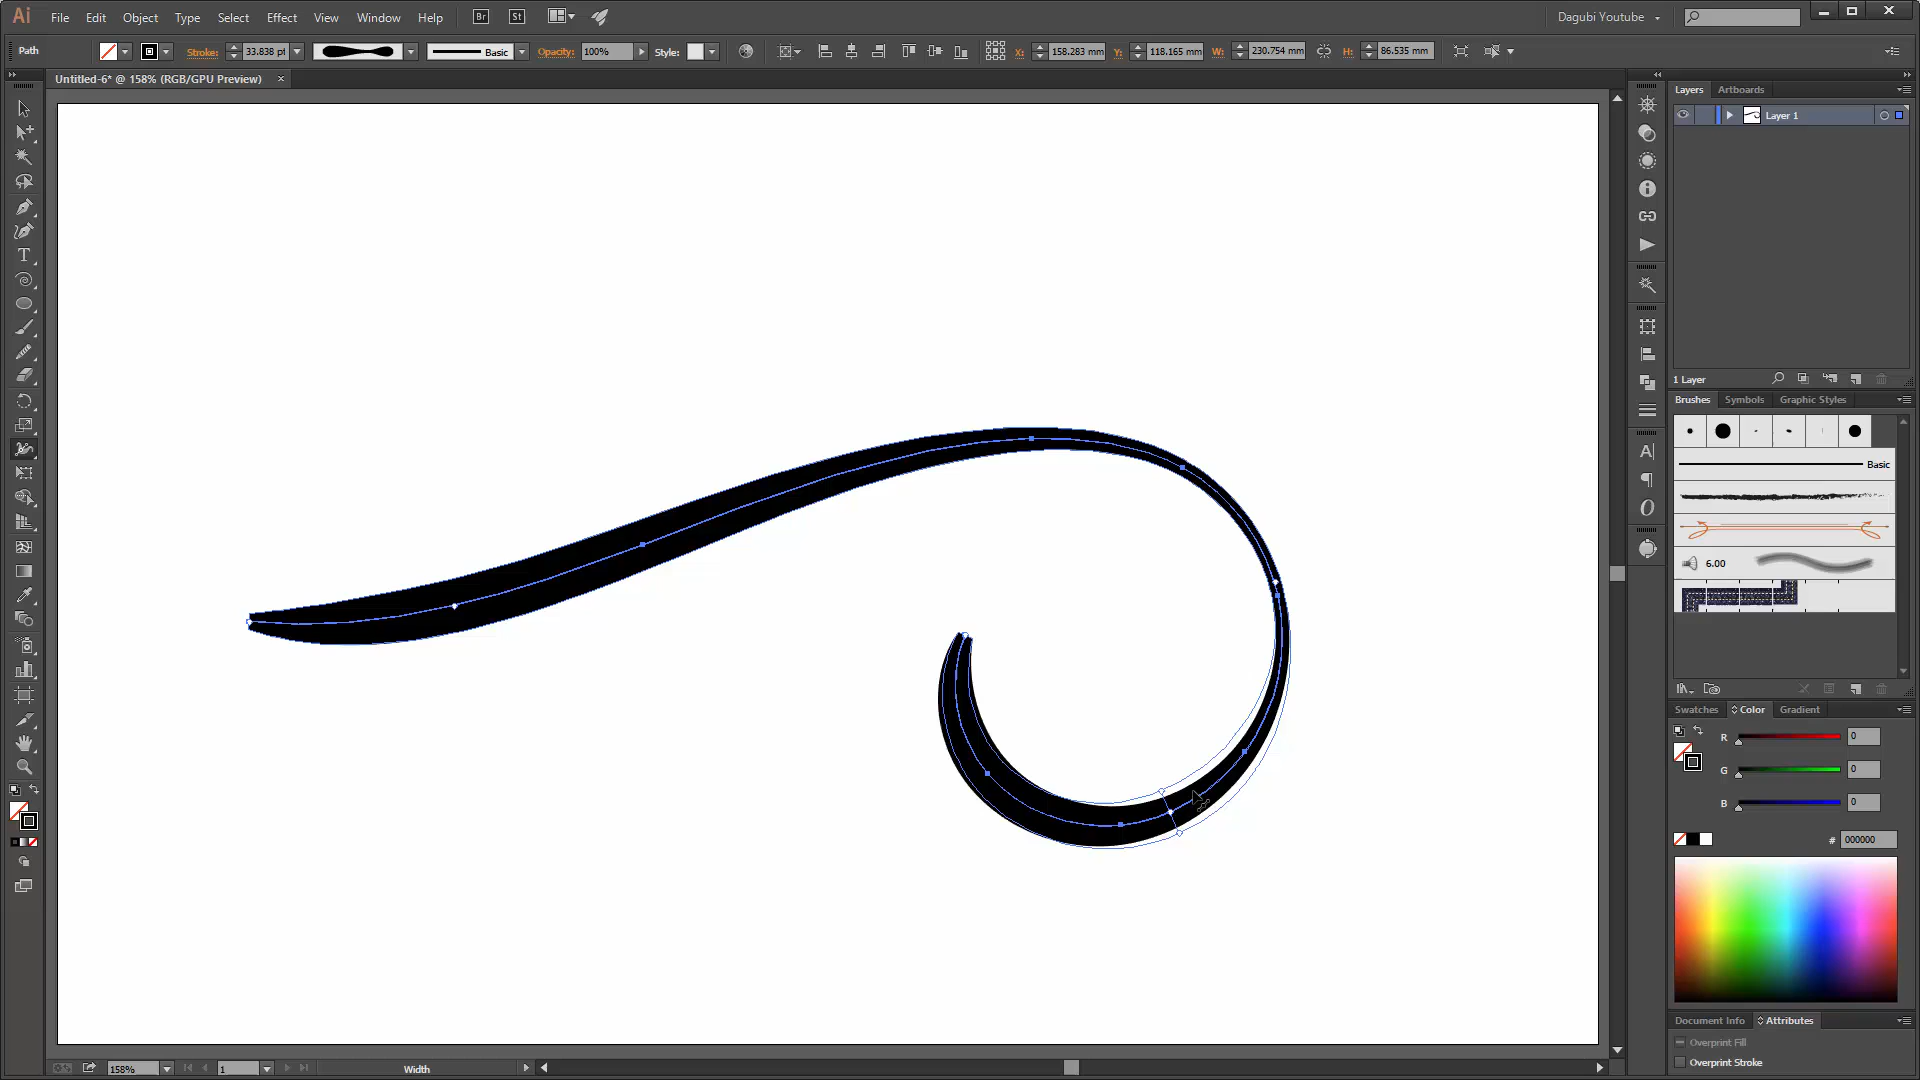 Ai File Edit Object Type Select Effect View Window Help Br St Dagubi Youtube
Path Stroke: 33.838 pt Basic Opacity: 100% Style: X: 158.283 mm Y: 118.165 mm W: 230.754 mm H: 86.535 mm
Untitled-6* @ 158% (RGB/GPU Preview) ×
Layers Artboards
Layer 1
1 Layer
Brushes Symbols Graphic Styles
Basic
6.00
Swatches Color Gradient
R 0
G 0
B 0
# 000000
Document Info Attributes
Overprint Fill
Overprint Stroke
158% 1 Width